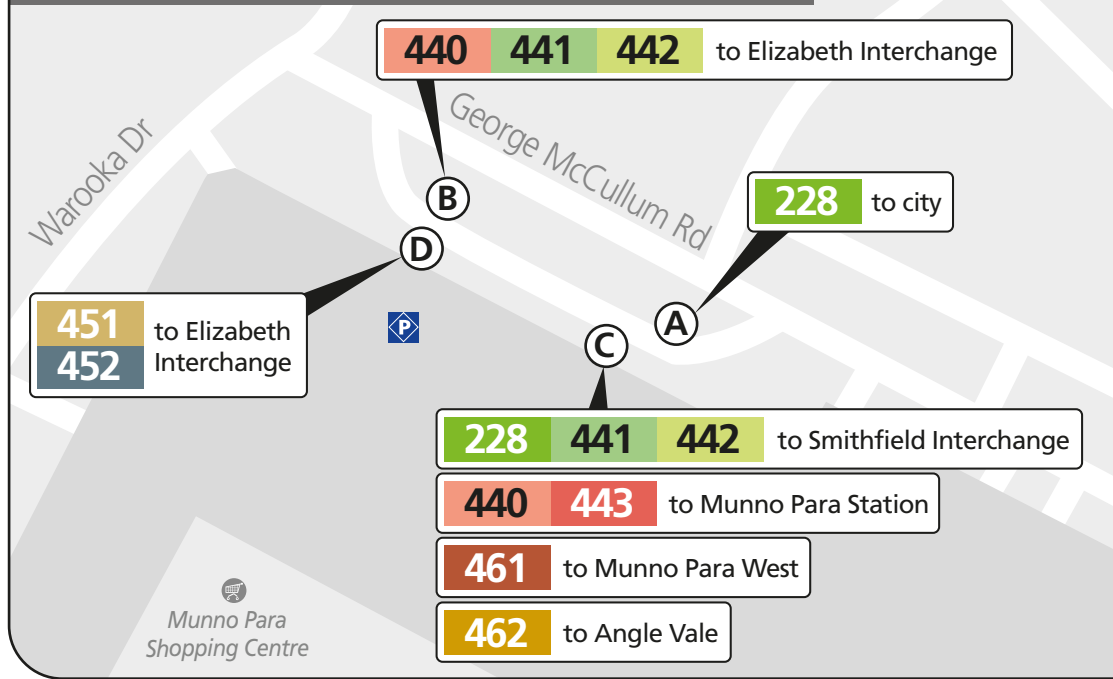 440 441 442 to Elizabeth Interchange
Warooka Dr
George McCullum Rd
B
228 to city
D
451
452
to Elizabeth
Interchange
P
A
C
228 441 442 to Smithfield Interchange
440 443 to Munno Para Station
461 to Munno Para West
462 to Angle Vale
Munno Para
Shopping Centre